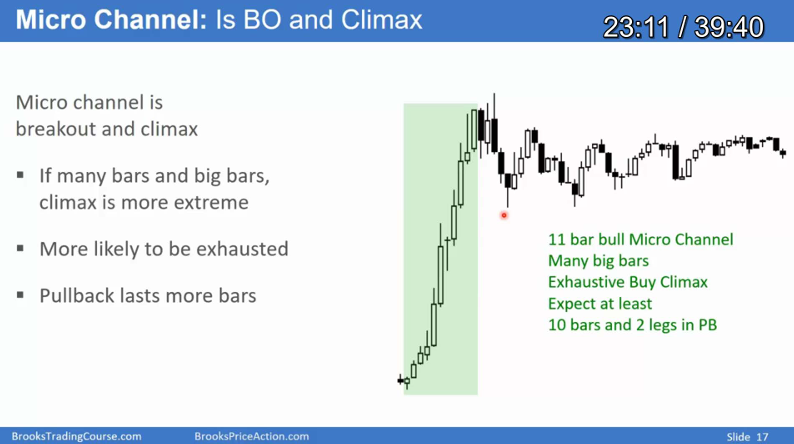 Micro Channel: Is BO and Climax
23:11 / 39:40
Micro channel is
breakout and climax
▪ If many bars and big bars,
climax is more extreme
▪ More likely to be exhausted
▪ Pullback lasts more bars
11 bar bull Micro Channel
Many big bars
Exhaustive Buy Climax
Expect at least
10 bars and 2 legs in PB
BrooksTradingCourse.com
BrooksPriceAction.com
Slide 17